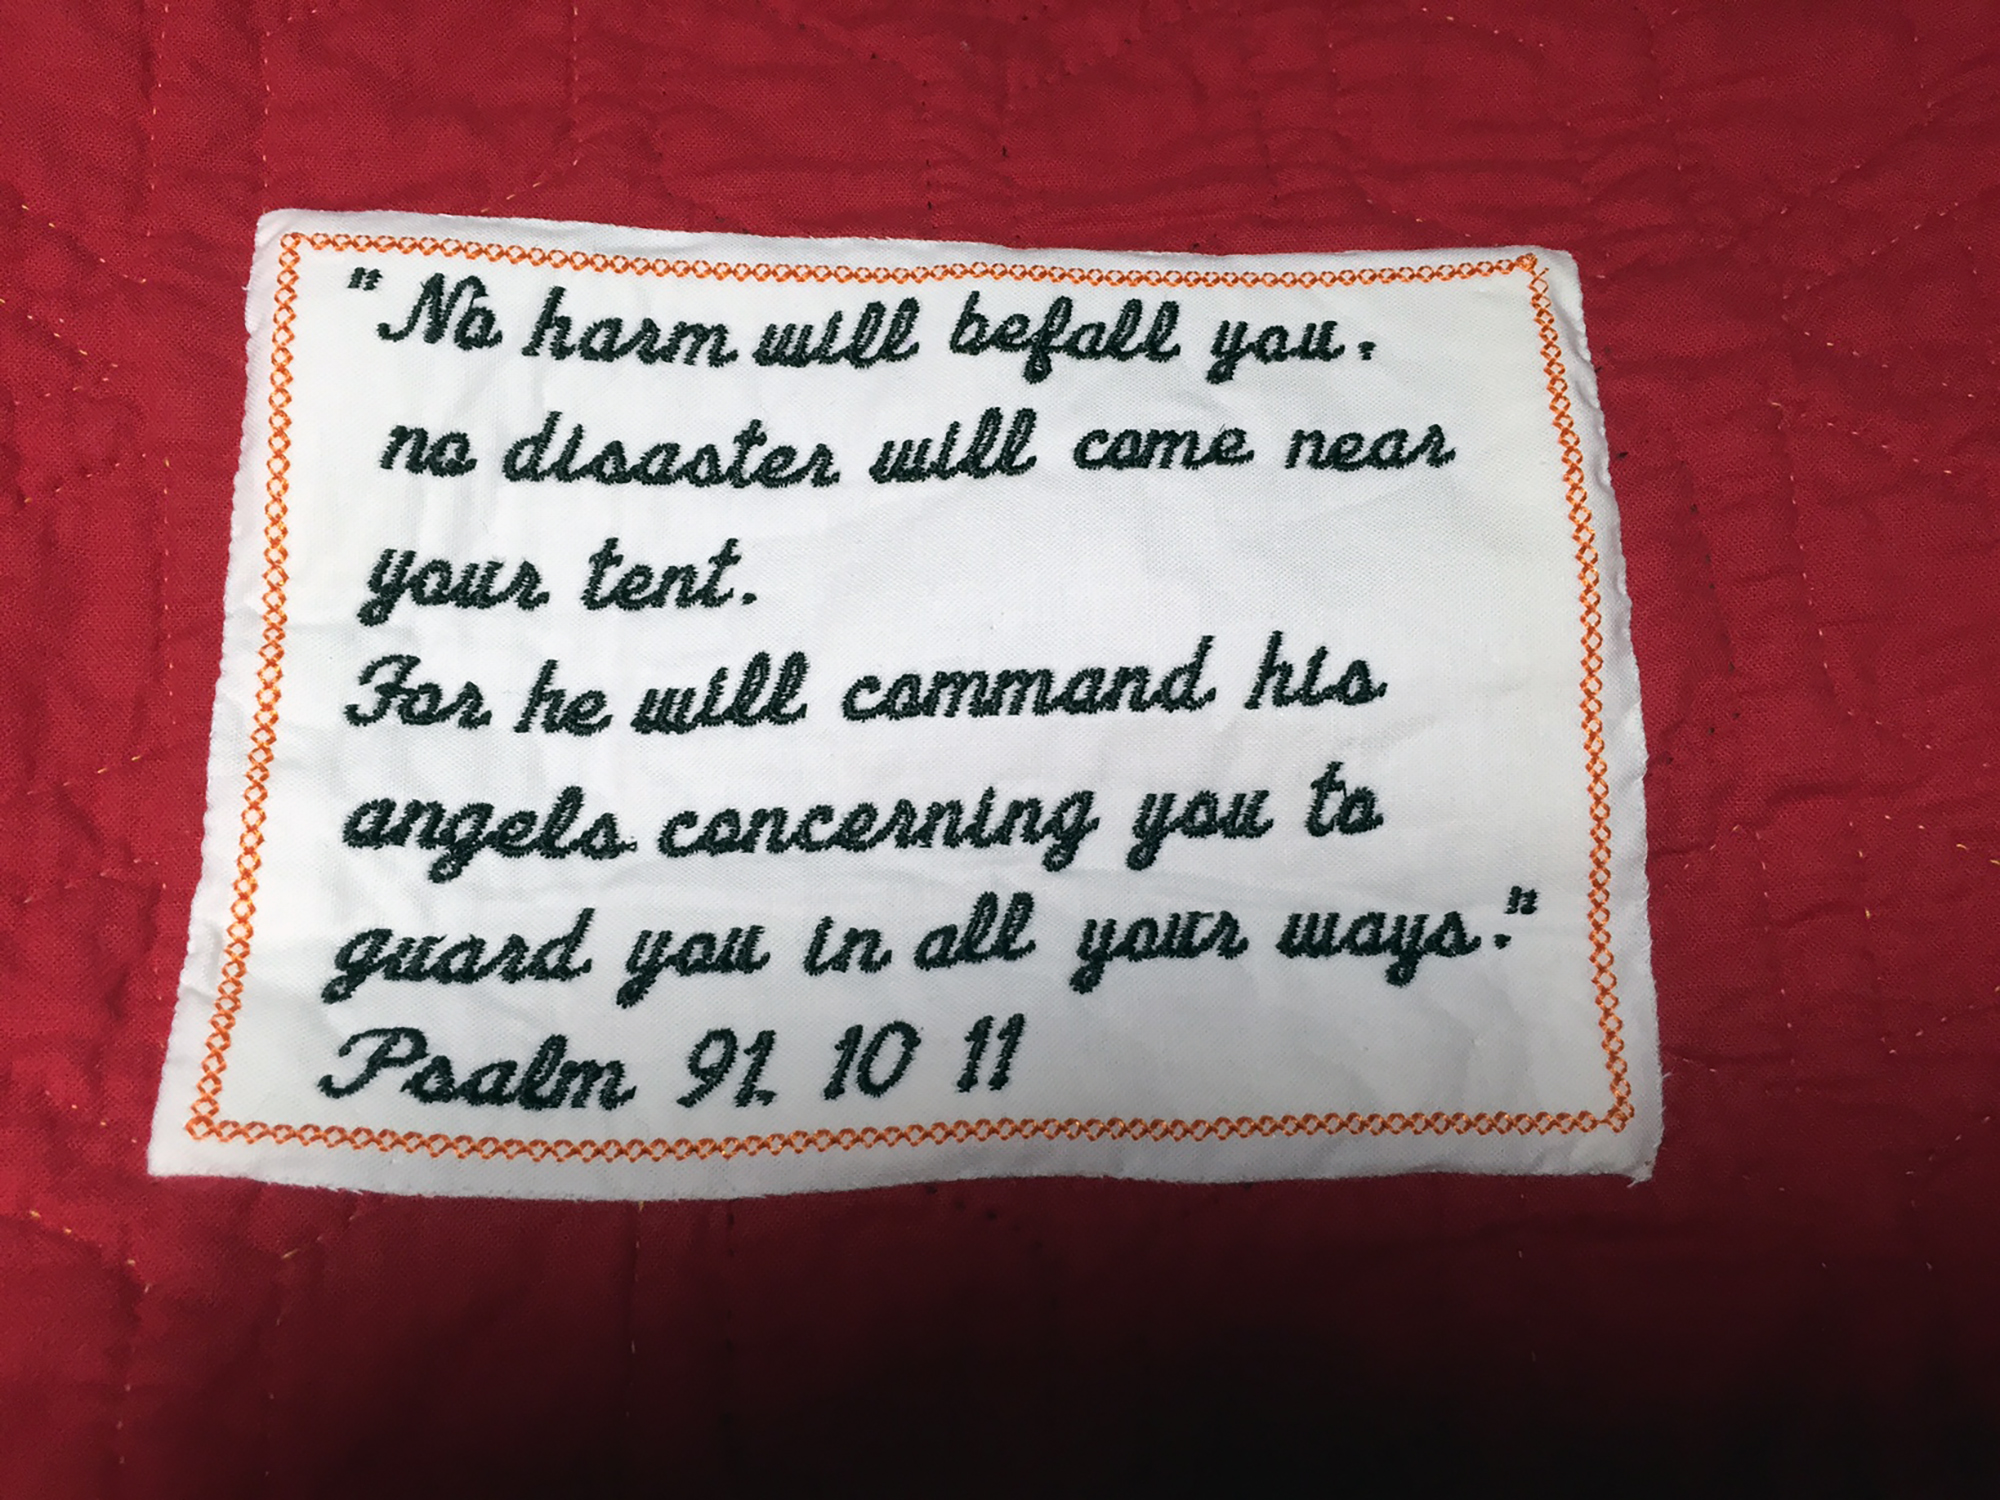 "No harm will befall you.
no disaster will come near
your tent.
For he will command his
angels concerning you to
guard you in all your ways."
Psalm 91. 10 11